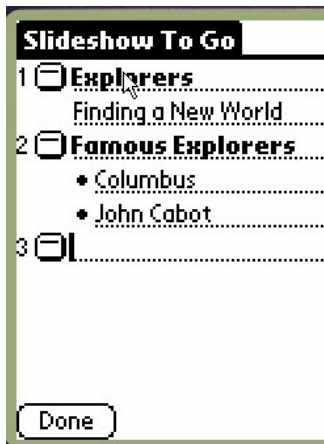 Slideshow To Go
1 Explorers
Finding a New World
2 Famous Explorers
• Columbus
• John Cabot
3
Done